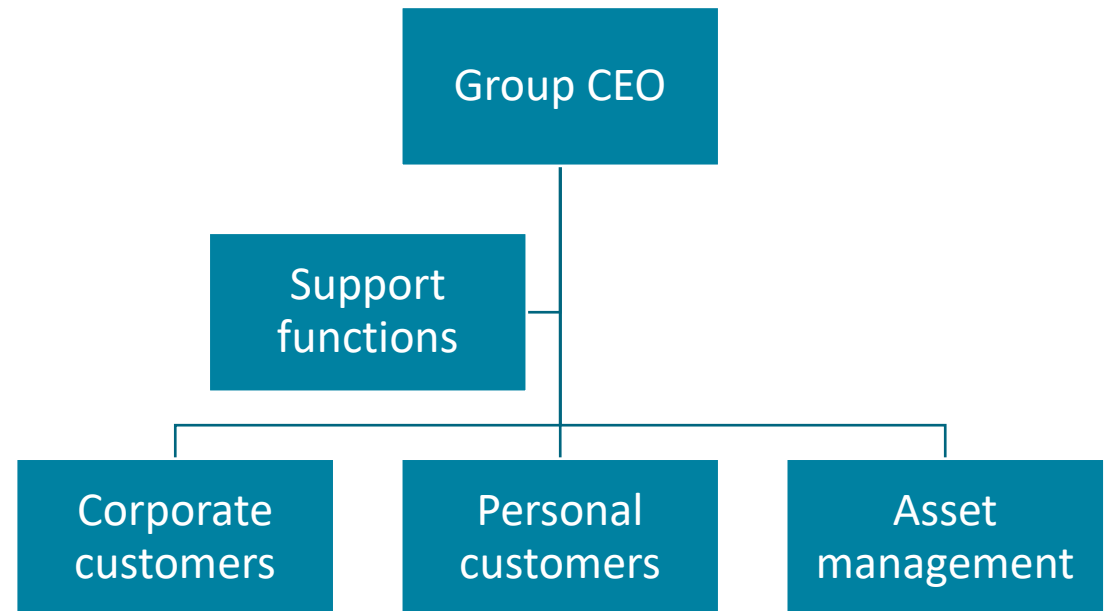 Group CEO
Support
functions
Corporate
customers
Personal
customers
Asset
management